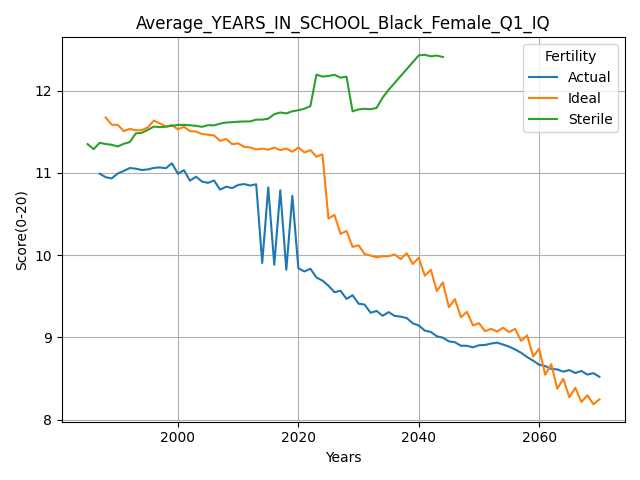 Average_YEARS_IN_SCHOOL_Black_Female_Q1_IQ
Fertility
Actual
Ideal
Sterile
Score(0-20)
12
11
10
9
8
2000
2020
2040
2060
Years